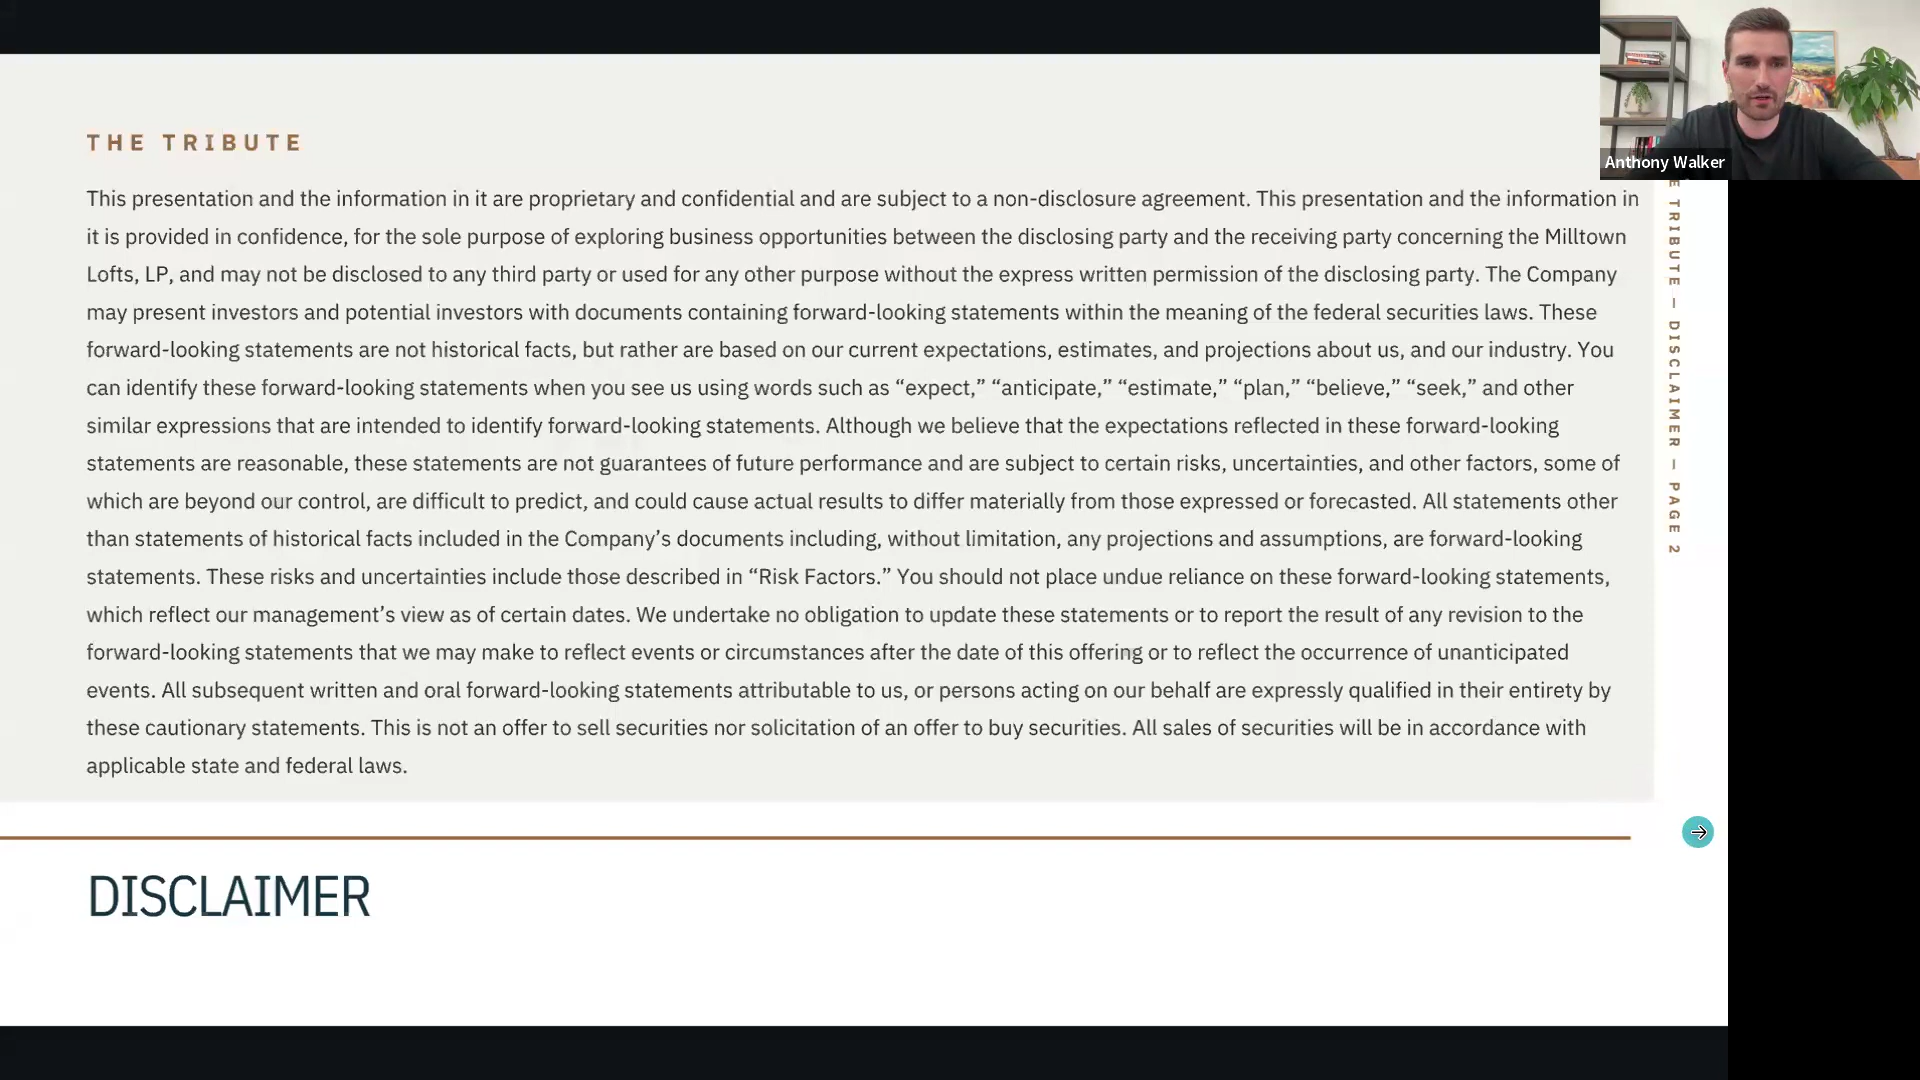 THE TRIBUTE
This presentation and the information in it are proprietary and confidential and are subject to a non-disclosure agreement. This presentation and the information in
it is provided in confidence, for the sole purpose of exploring business opportunities between the disclosing party and the receiving party concerning the Milltown
Lofts, LP, and may not be disclosed to any third party or used for any other purpose without the express written permission of the disclosing party. The Company
may present investors and potential investors with documents containing forward-looking statements within the meaning of the federal securities laws. These
forward-looking statements are not historical facts, but rather are based on our current expectations, estimates, and projections about us, and our industry. You
can identify these forward-looking statements when you see us using words such as “expect,” “anticipate,” “estimate,” “plan,” “believe,” “seek,” and other
similar expressions that are intended to identify forward-looking statements. Although we believe that the expectations reflected in these forward-looking
statements are reasonable, these statements are not guarantees of future performance and are subject to certain risks, uncertainties, and other factors, some of
which are beyond our control, are difficult to predict, and could cause actual results to differ materially from those expressed or forecasted. All statements other
than statements of historical facts included in the Company’s documents including, without limitation, any projections and assumptions, are forward-looking
statements. These risks and uncertainties include those described in “Risk Factors.” You should not place undue reliance on these forward-looking statements,
which reflect our management’s view as of certain dates. We undertake no obligation to update these statements or to report the result of any revision to the
forward-looking statements that we may make to reflect events or circumstances after the date of this offering or to reflect the occurrence of unanticipated
events. All subsequent written and oral forward-looking statements attributable to us, or persons acting on our behalf are expressly qualified in their entirety by
these cautionary statements. This is not an offer to sell securities nor solicitation of an offer to buy securities. All sales of securities will be in accordance with
applicable state and federal laws.
DISCLAIMER
TRIBUTE — DISCLAIMER — PAGE 2
Anthony Walker